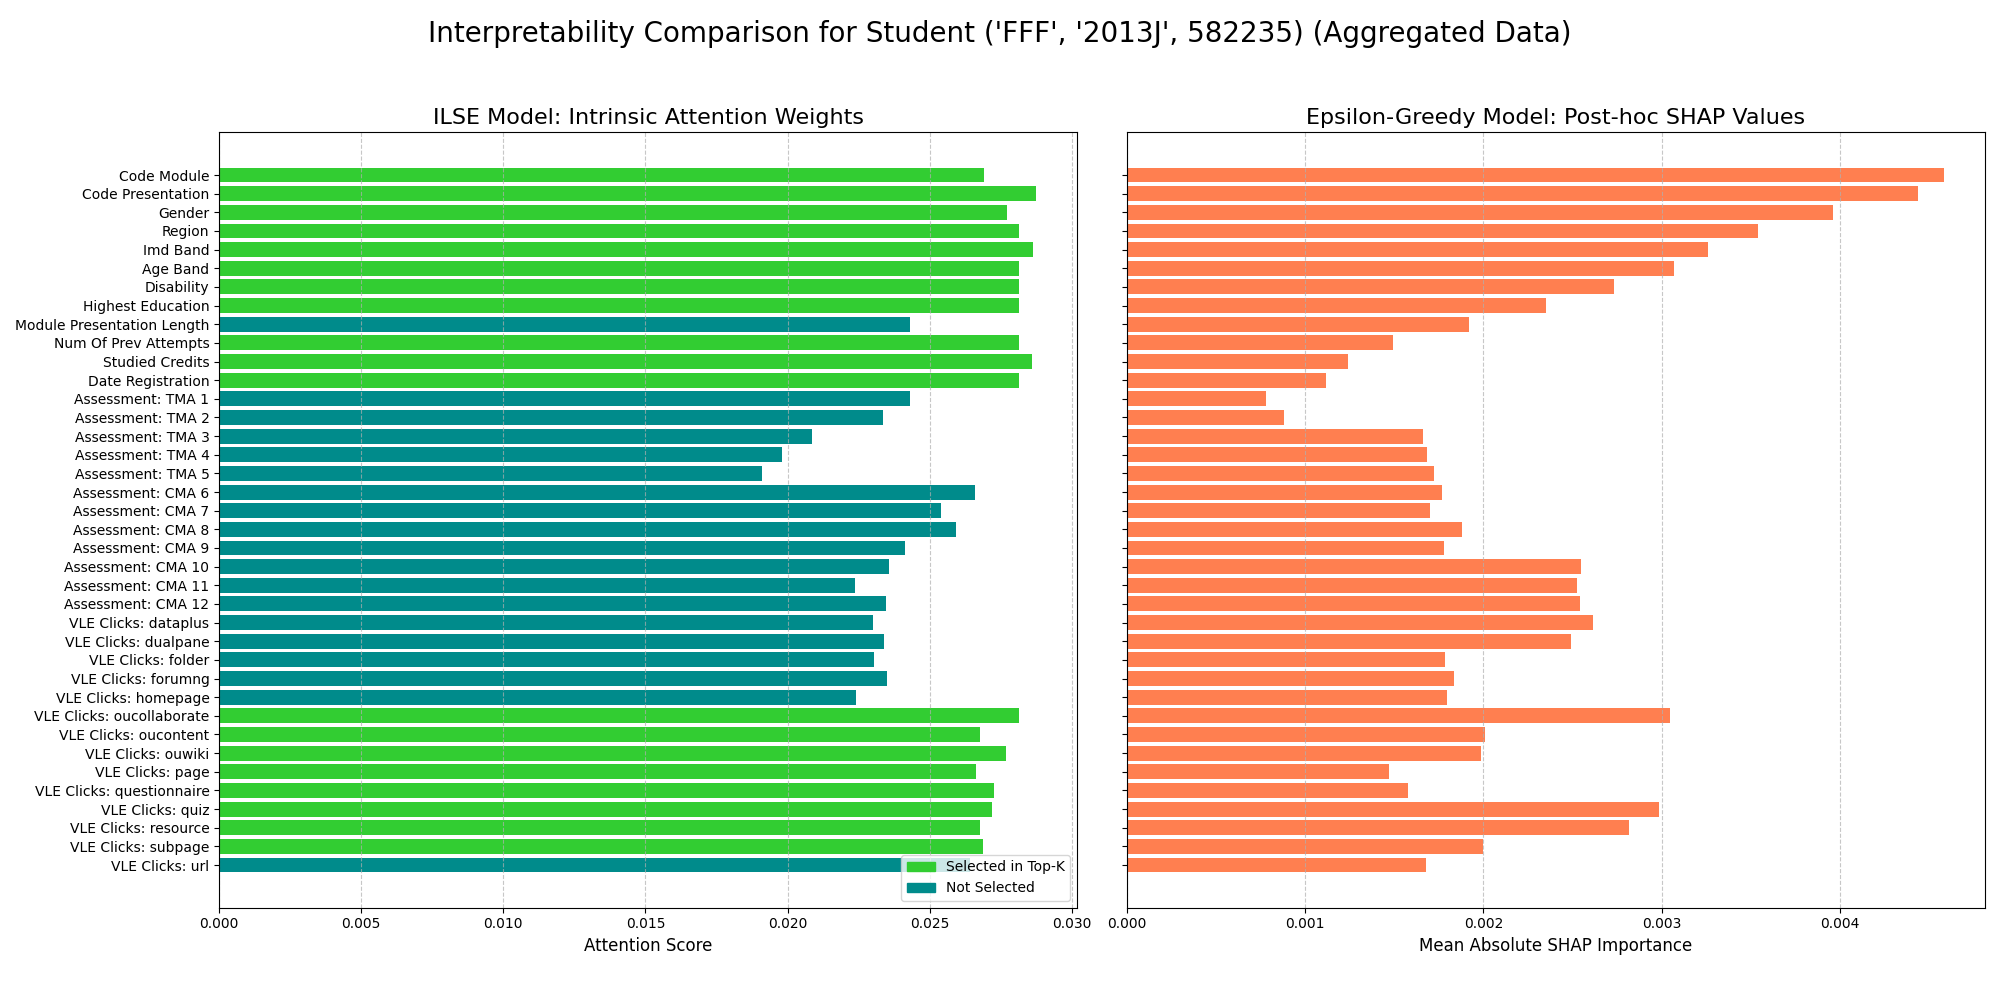 Interpretability Comparison for Student ('FFF', '2013J', 582235) (Aggregated Data)
ILSE Model: Intrinsic Attention Weights
Code Module
Code Presentation
Gender
Region
Imd Band
Age Band
Disability
Highest Education
Module Presentation Length
Num Of Prev Attempts
Studied Credits
Date Registration
Assessment: TMA 1
Assessment: TMA 2
Assessment: TMA 3
Assessment: TMA 4
Assessment: TMA 5
Assessment: CMA 6
Assessment: CMA 7
Assessment: CMA 8
Assessment: CMA 9
Assessment: CMA 10
Assessment: CMA 11
Assessment: CMA 12
VLE Clicks: dataplus
VLE Clicks: dualpane
VLE Clicks: folder
VLE Clicks: forumng
VLE Clicks: homepage
VLE Clicks: oucollaborate
VLE Clicks: oucontent
VLE Clicks: ouwiki
VLE Clicks: page
VLE Clicks: questionnaire
VLE Clicks: quiz
VLE Clicks: resource
VLE Clicks: subpage
VLE Clicks: url
Selected in Top-K
Not Selected
0.000 0.005 0.010 0.015 0.020 0.025 0.030
Attention Score
Epsilon-Greedy Model: Post-hoc SHAP Values
0.000 0.001 0.002 0.003 0.004
Mean Absolute SHAP Importance